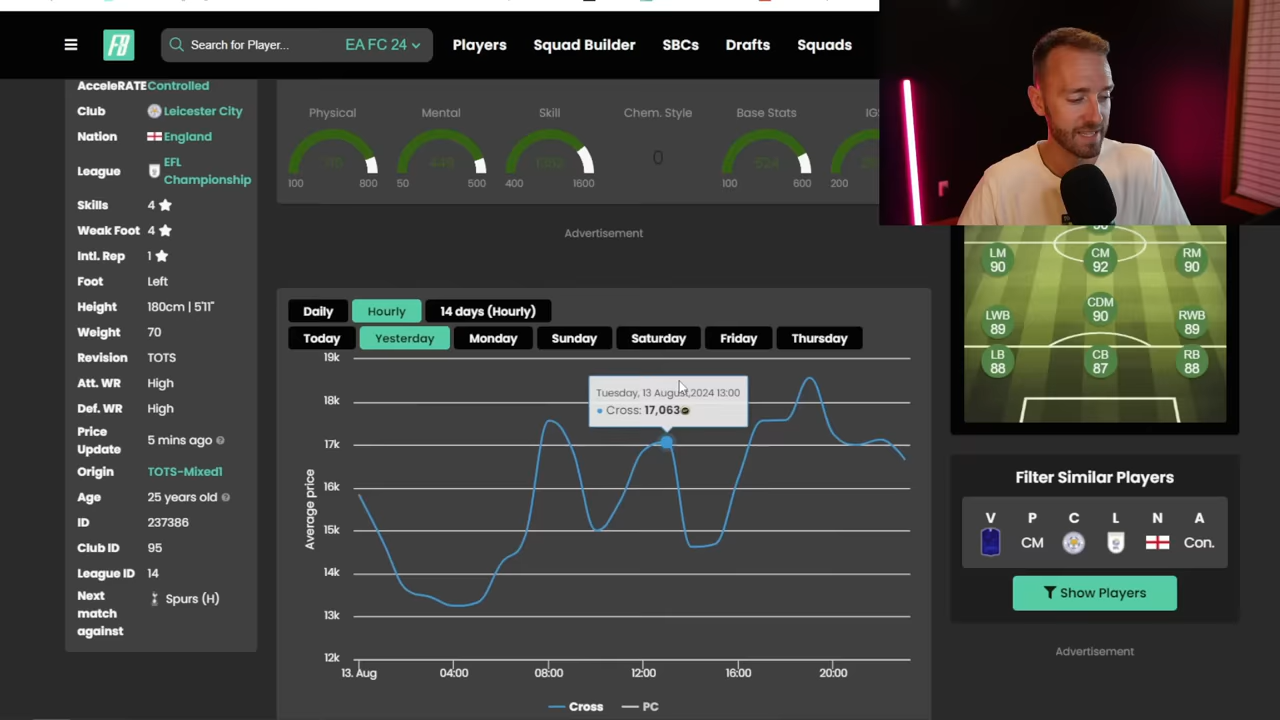 FB Search for Player... EA FC 24 Players Squad Builder SBCs Drafts Squads
AcceleRATE Controlled
Club Leicester City
Nation England
League EFL Championship
Skills 4
Weak Foot 4
Intl. Rep 1
Foot Left
Height 180cm | 5'11"
Weight 70
Revision TOTS
Att. WR High
Def. WR High
Price Update 5 mins ago
Origin TOTS-Mixed1
Age 25 years old
ID 237386
Club ID 95
League ID 14
Next match against Spurs (H)
Physical Mental Skill Chem. Style Base Stats
0
100 800 50 500 400 1600 100 600 200
Advertisement
Daily Hourly 14 days (Hourly)
Today Yesterday Monday Sunday Saturday Friday Thursday
Average price
19k
18k
17k
16k
15k
14k
13k
12k
Tuesday, 13 August, 2024 13:00
Cross: 17,063
13. Aug 04:00 08:00 12:00 16:00 20:00
Cross PC
LM 90
CM 92
RM 90
CDM 90
LWB 89
RWB 89
LB 88
CB 87
RB 88
Filter Similar Players
V P C L N A
CM Con.
Show Players
Advertisement